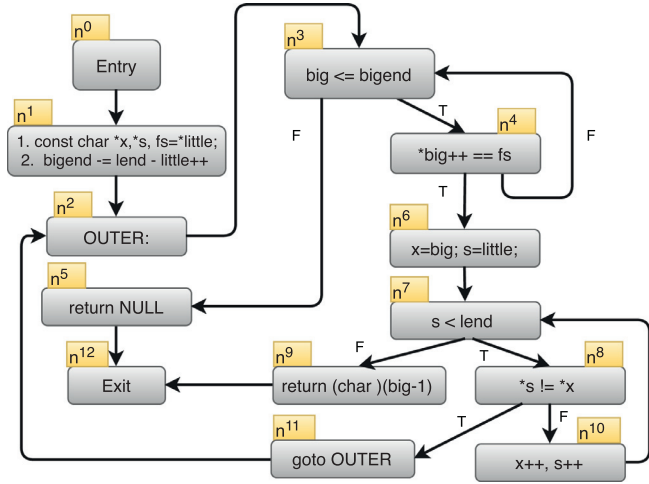 n0
Entry
n1
1. const char *x,*s, fs=*little;
2. bigend -= lend - little++
n2
OUTER:
n3
big <= bigend
T
F
n4
*big++ == fs
F
T
n6
x=big; s=little;
n5
return NULL
n7
s < lend
F
T
n12
Exit
n9
return (char )(big-1)
n8
*s != *x
T
F
n11
goto OUTER
n10
x++, s++